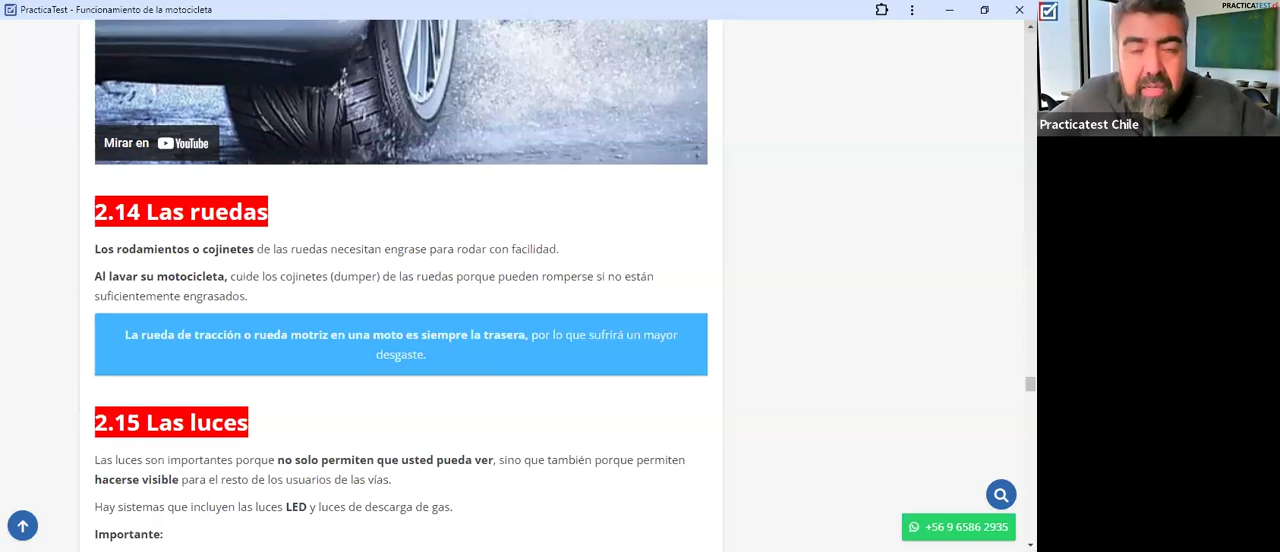 PracticaTest - Funcionamiento de la motocicleta
PRACTICATEST
Practicatest Chile
Mirar en YouTube
2.14 Las ruedas
Los rodamientos o cojinetes de las ruedas necesitan engrase para rodar con facilidad.
Al lavar su motocicleta, cuide los cojinetes (dumper) de las ruedas porque pueden romperse si no están
suficientemente engrasados.
La rueda de tracción o rueda motriz en una moto es siempre la trasera, por lo que sufrirá un mayor
desgaste.
2.15 Las luces
Las luces son importantes porque no solo permiten que usted pueda ver, sino que también porque permiten
hacerse visible para el resto de los usuarios de las vías.
Hay sistemas que incluyen las luces LED y luces de descarga de gas.
Importante:
+56 9 6586 2935